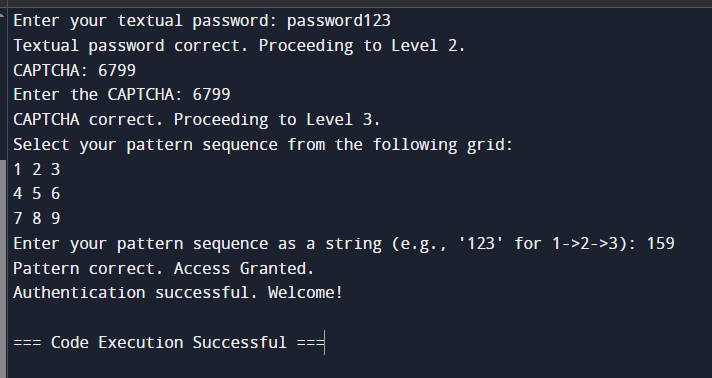 Enter your textual password: password123
Textual password correct. Proceeding to Level 2.
CAPTCHA: 6799
Enter the CAPTCHA: 6799
CAPTCHA correct. Proceeding to Level 3.
Select your pattern sequence from the following grid:
1 2 3
4 5 6
7 8 9
Enter your pattern sequence as a string (e.g., '123' for 1->2->3): 159
Pattern correct. Access Granted.
Authentication successful. Welcome!
=== Code Execution Successful ===